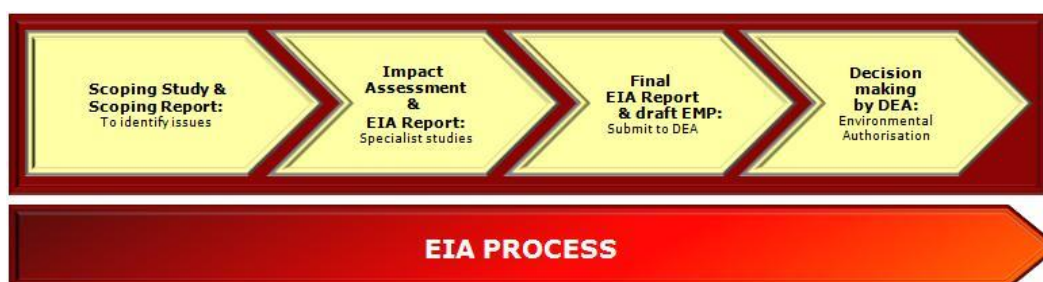 Scoping Study &
Scoping Report:
To identify issues
Impact
Assessment
&
EIA Report:
Specialist studies
Final
EIA Report
& draft EMP:
Submit to DEA
Decision
making
by DEA:
Environmental
Authorisation
EIA PROCESS